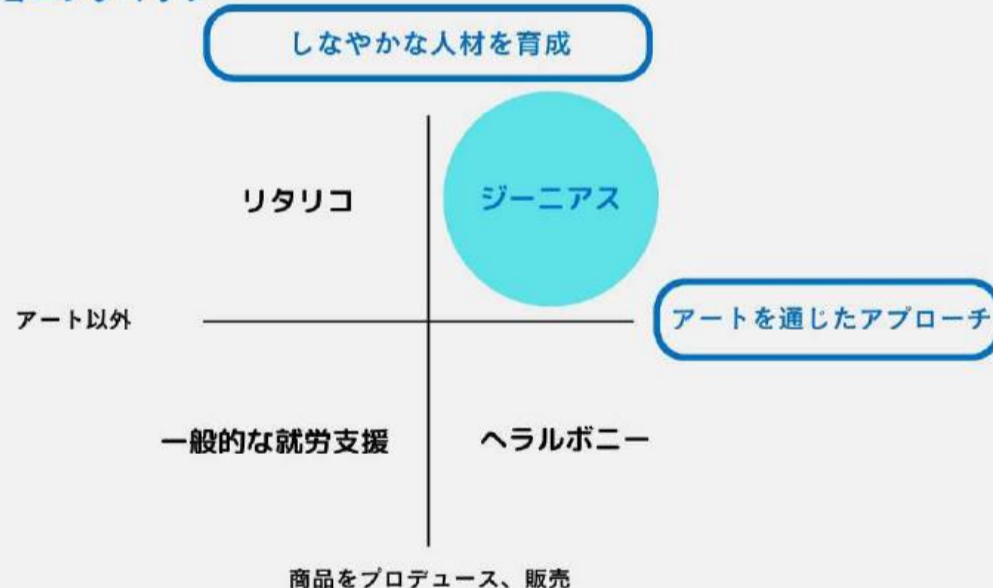 しなやかな人材を育成
リタリコ
ジーニアス
アート以外
アートを通じたアプローチ
一般的な就労支援
ヘラルボニー
商品をプロデュース、販売